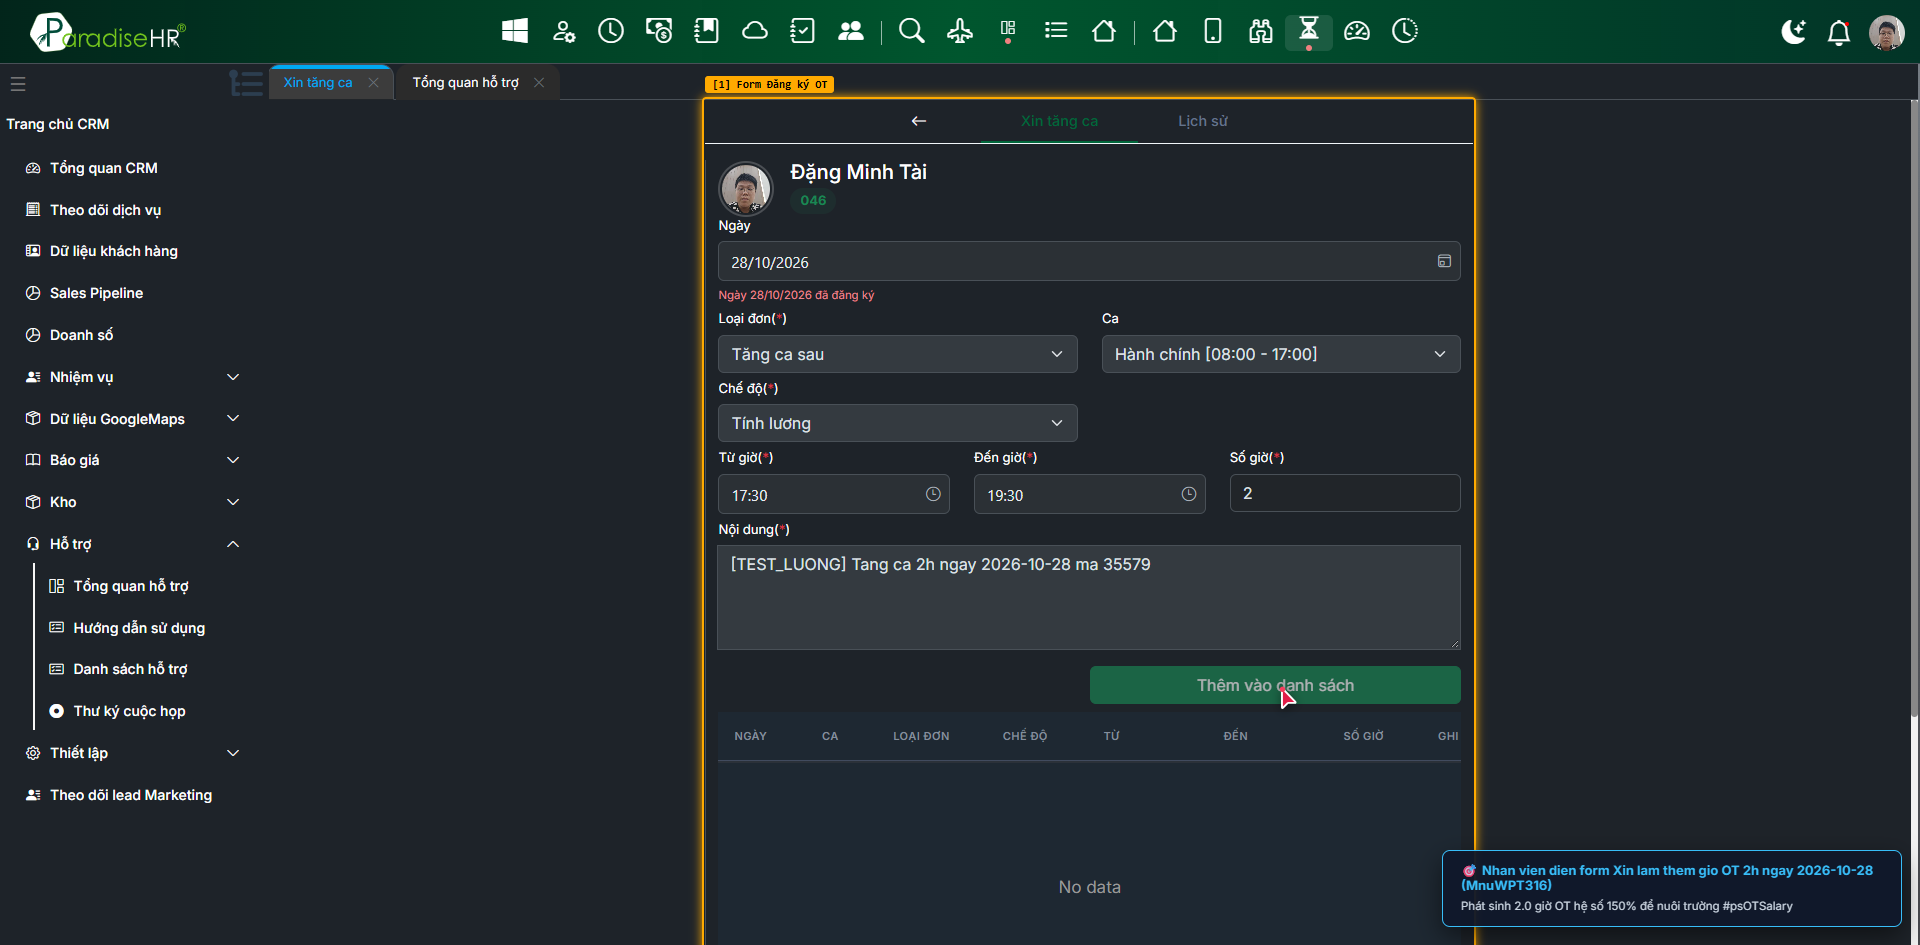 ParadiseHR®
Xin tăng ca
Tổng quan hỗ trợ
[1] Form Đăng ký OT
Trang chủ CRM
Tổng quan CRM
Theo dõi dịch vụ
Dữ liệu khách hàng
Sales Pipeline
Doanh số
Nhiệm vụ
Dữ liệu GoogleMaps
Báo giá
Kho
Hỗ trợ
Tổng quan hỗ trợ
Hướng dẫn sử dụng
Danh sách hỗ trợ
Thư ký cuộc họp
Thiết lập
Theo dõi lead Marketing
Xin tăng ca
Lịch sử
Đặng Minh Tài
046
Ngày
28/10/2026
Ngày 28/10/2026 đã đăng ký
Loại đơn(*)
Ca
Tăng ca sau
Hành chính [08:00 - 17:00]
Chế độ(*)
Tính lương
Từ giờ(*)
Đến giờ(*)
Số giờ(*)
17:30
19:30
2
Nội dung(*)
[TEST_LUONG] Tang ca 2h ngay 2026-10-28 ma 35579
Thêm vào danh sách
NGÀY CA LOẠI ĐƠN CHẾ ĐỘ TỪ ĐẾN SỐ GIỜ GHI
No data
Nhan vien dien form Xin lam them gio OT 2h ngay 2026-10-28
(MnuWPT316)
Phát sinh 2.0 giờ OT hệ số 150% để nuôi trường #psOTSalary